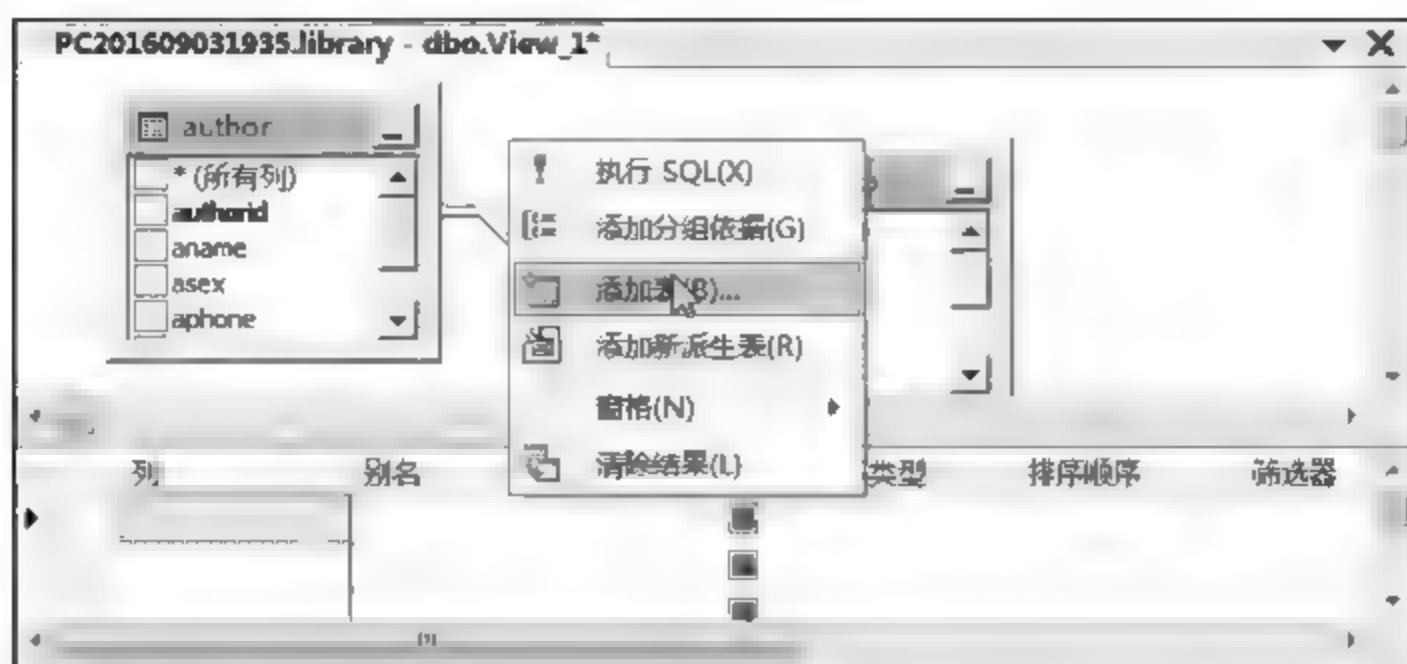 PC201609031935.library - dbo.View_1*
author
* (所有列)
authorid
aname
asex
aphone
执行 SQL(X)
添加分组依据(G)
添加表(B)...
添加新派生表(R)
窗格(N)
清除结果(L)
列 别名 类型 排序顺序 筛选器